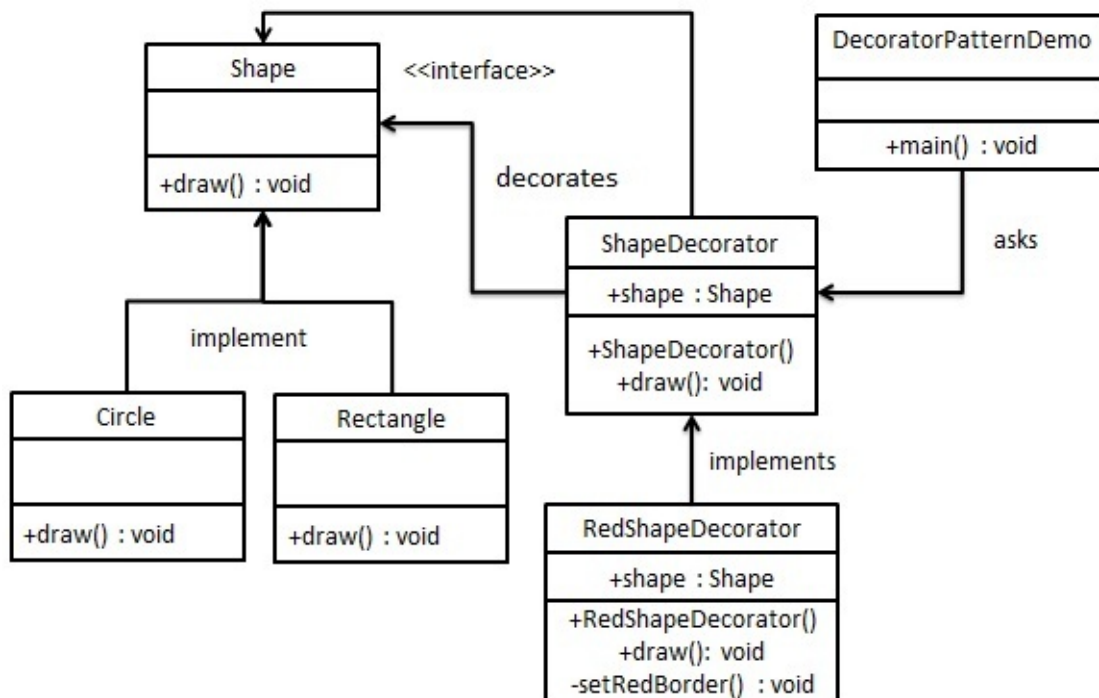 Shape
<<interface>>
DecoratorPatternDemo
+draw() : void
+main() : void
decorates
asks
ShapeDecorator
+shape : Shape
+ShapeDecorator()
+draw(): void
implement
Circle
Rectangle
+draw() : void
+draw() : void
implements
RedShapeDecorator
+shape : Shape
+RedShapeDecorator()
+draw(): void
-setRedBorder() : void